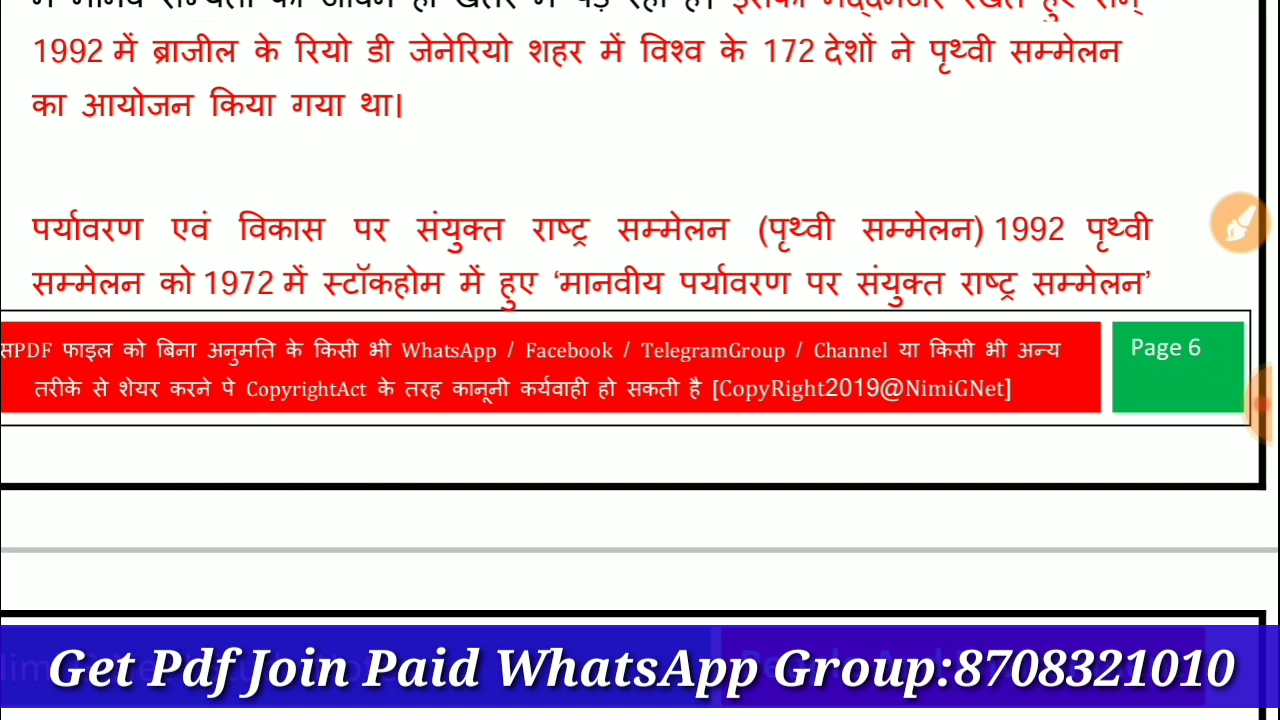 1992 में ब्राजील के रियो डी जेनेरियो शहर में विश्व के 172 देशों ने पृथ्वी सम्मेलन
का आयोजन किया गया था।
पर्यावरण एवं विकास पर संयुक्त राष्ट्र सम्मेलन (पृथ्वी सम्मेलन) 1992 पृथ्वी
सम्मेलन को 1972 में स्टॉकहोम में हुए ‘मानवीय पर्यावरण पर संयुक्त राष्ट्र सम्मेलन’
PDF फाइल को बिना अनुमति के किसी भी WhatsApp / Facebook / TelegramGroup / Channel या किसी भी अन्य
तरीके से शेयर करने पे CopyrightAct के तरह कानूनी कर्यवाही हो सकती है [CopyRight2019@NimiGNet]
Page 6
Get Pdf Join Paid WhatsApp Group:8708321010